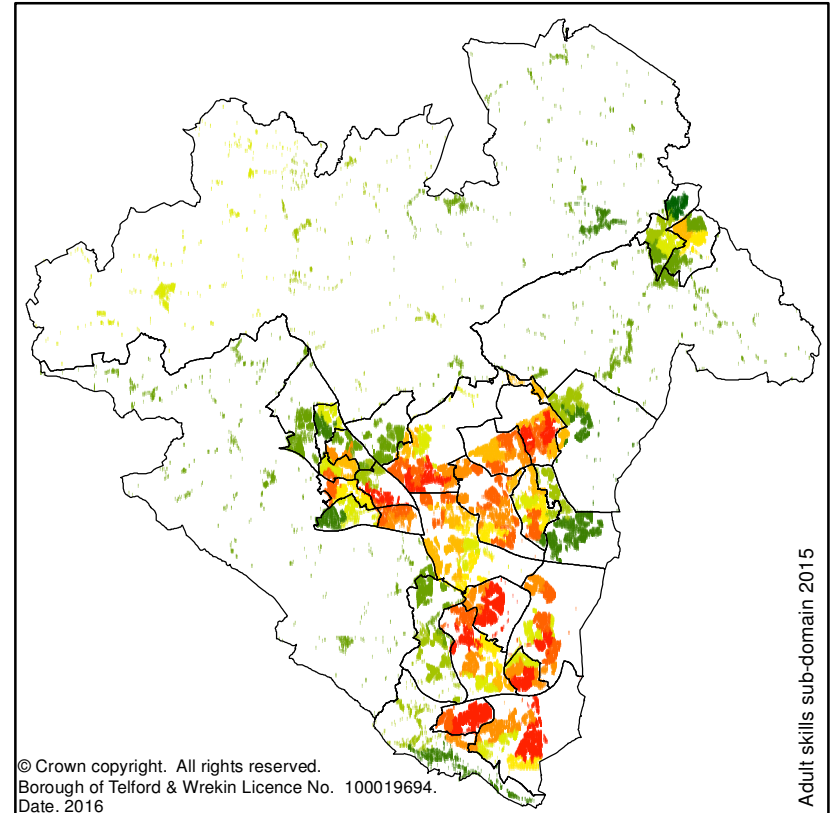 Adult skills sub-domain 2015
© Crown copyright. All rights reserved.
Borough of Telford & Wrekin Licence No. 100019694.
Date. 2016